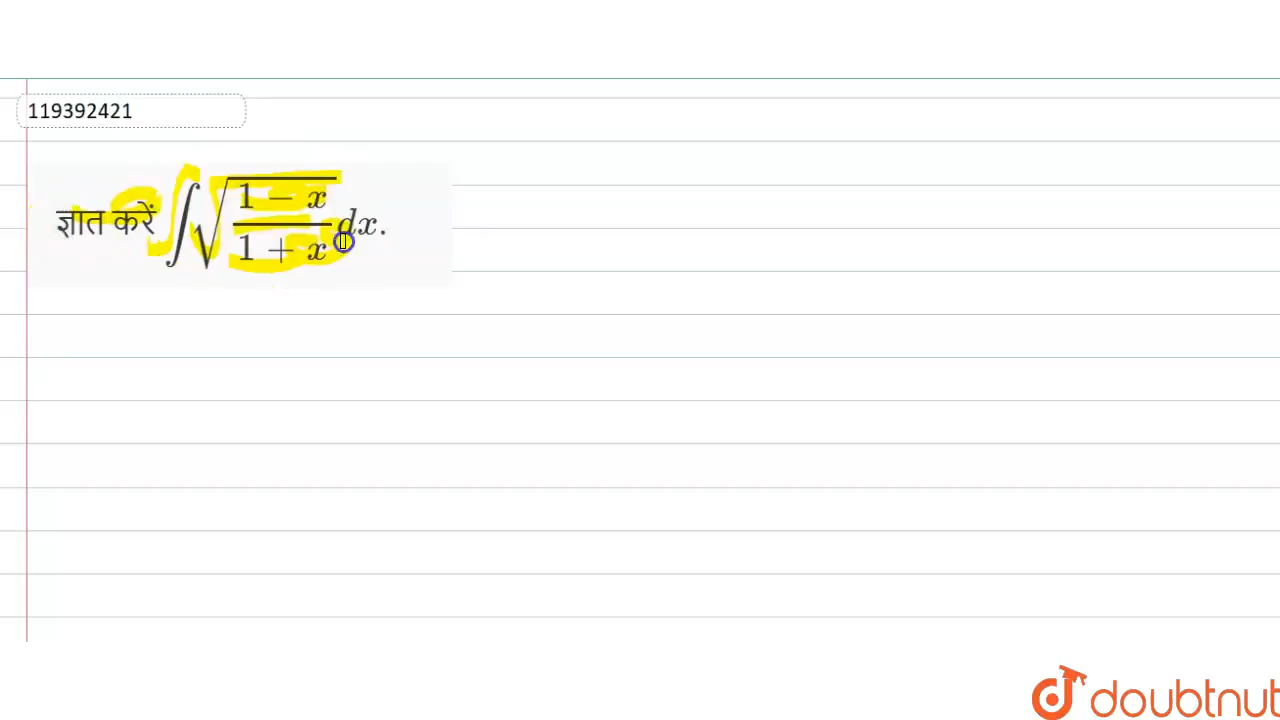 119392421
ज्ञात करें ∫√((1 − x)/(1 + x)) dx.
doubtnut